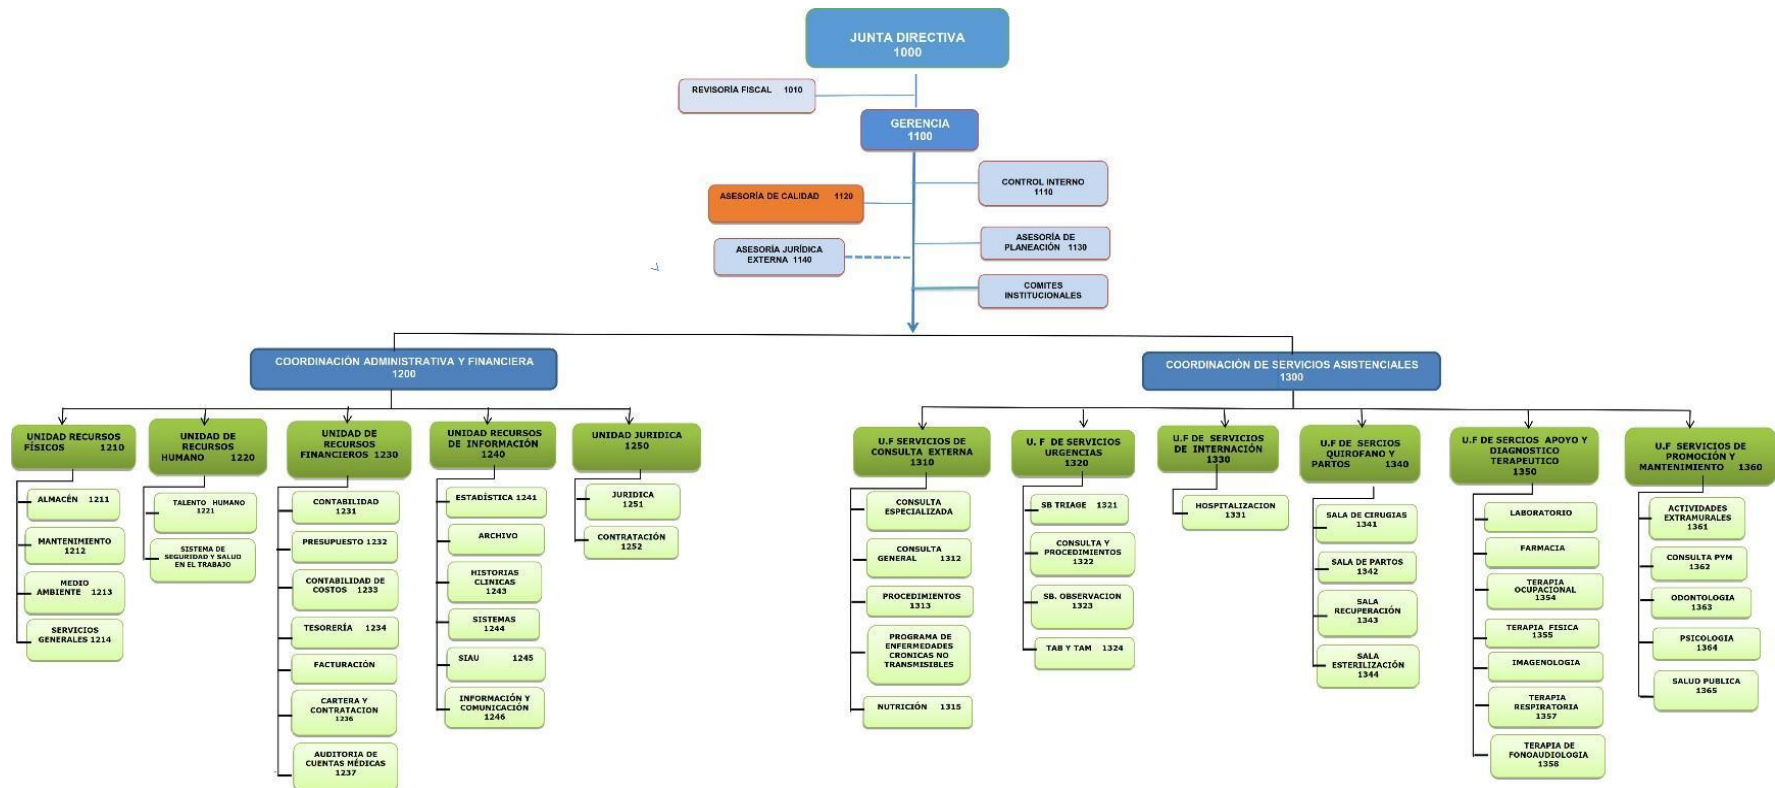 JUNTA DIRECTIVA
1000
REVISORÍA FISCAL 1010
GERENCIA
1100
CONTROL INTERNO
1110
ASESORÍA DE CALIDAD 1120
ASESORÍA DE
PLANEACIÓN 1130
ASESORÍA JURÍDICA
EXTERNA 1140
COMITES
INSTITUCIONALES
COORDINACIÓN ADMINISTRATIVA Y FINANCIERA
1200
COORDINACIÓN DE SERVICIOS ASISTENCIALES
1300
UNIDAD RECURSOS
FÍSICOS 1210
ALMACÉN 1211
MANTENIMIENTO
1212
MEDIO
AMBIENTE 1213
SERVICIOS
GENERALES 1214
UNIDAD DE
RECURSOS
HUMANO 1220
TALENTO HUMANO
1221
SISTEMA DE
SEGURIDAD Y SALUD
EN EL TRABAJO
UNIDAD DE
RECURSOS
FINANCIEROS 1230
CONTABILIDAD
1231
PRESUPUESTO 1232
CONTABILIDAD DE
COSTOS 1233
TESORERÍA 1234
FACTURACIÓN
CARTERA Y
CONTRATACION
1236
AUDITORIA DE
CUENTAS MÉDICAS
1237
UNIDAD RECURSOS
DE INFORMACIÓN
1240
ESTADÍSTICA 1241
ARCHIVO
HISTORIAS
CLINICAS
1243
SISTEMAS
1244
SIAU 1245
INFORMACIÓN Y
COMUNICACIÓN
1246
UNIDAD JURIDICA
1250
JURIDICA
1251
CONTRATACIÓN
1252
U.F SERVICIOS DE
CONSULTA EXTERNA
1310
CONSULTA
ESPECIALIZADA
CONSULTA
GENERAL 1312
PROCEDIMIENTOS
1313
PROGRAMA DE
ENFERMEDADES
CRONICAS NO
TRANSMISIBLES
NUTRICIÓN 1315
U. F DE SERVICIOS
URGENCIAS
1320
SB TRIAGE 1321
CONSULTA Y
PROCEDIMIENTOS
1322
SB. OBSERVACION
1323
TAB Y TAM 1324
U.F DE SERVICIOS
DE INTERNACIÓN
1330
HOSPITALIZACION
1331
U.F DE SERCIOS
QUIROFANO Y
PARTOS 1340
SALA DE CIRUGIAS
1341
SALA DE PARTOS
1342
SALA
RECUPERACIÓN
1343
SALA
ESTERILIZACIÓN
1344
U.F DE SERCIOS APOYO Y
DIAGNOSTICO
TERAPEUTICO
1350
LABORATORIO
FARMACIA
TERAPIA
OCUPACIONAL
1354
TERAPIA FISICA
1355
IMAGENOLOGIA
TERAPIA
RESPIRATORIA
1357
TERAPIA DE
FONOAUDIOLOGIA
1358
U.F SERVICIOS DE
PROMOCIÓN Y
MANTENIMIENTO 1360
ACTIVIDADES
EXTRAMURALES
1361
CONSULTA PYM
1362
ODONTOLOGIA
1363
PSICOLOGIA
1364
SALUD PUBLICA
1365